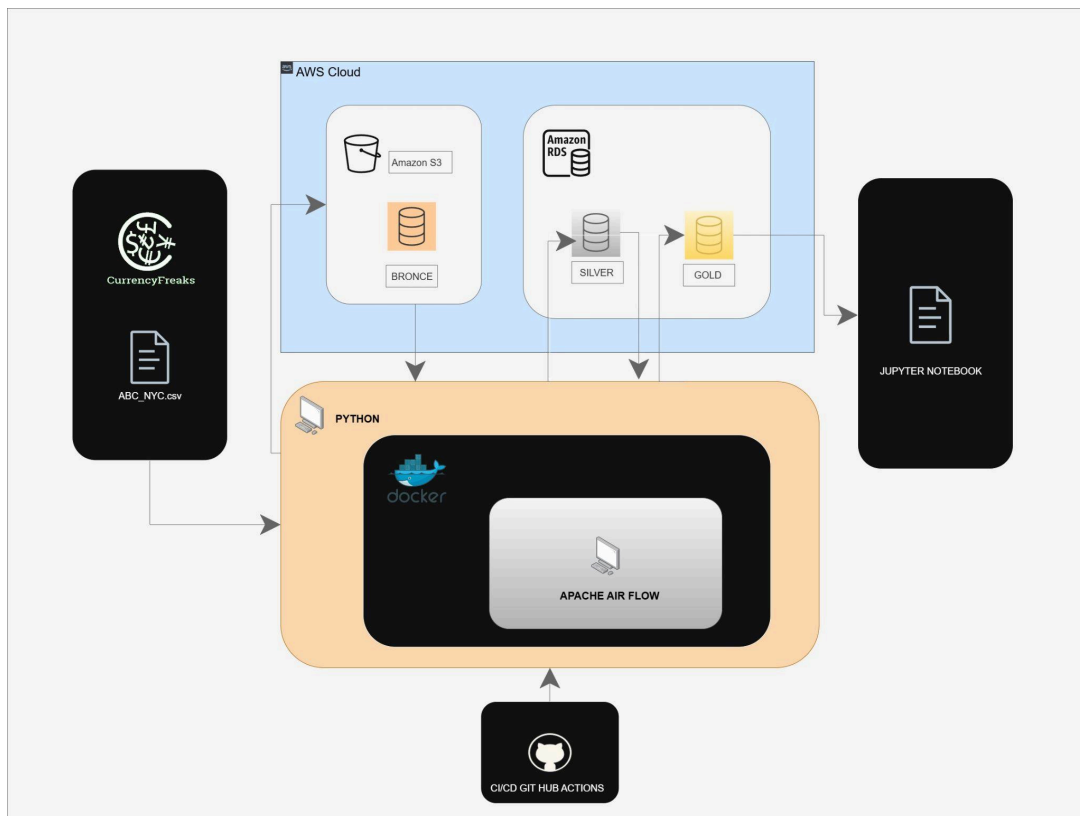 aws
AWS Cloud
Amazon S3
BRONCE
Amazon
RDS
SILVER
GOLD
CurrencyFreaks
ABC_NYC.csv
JUPYTER NOTEBOOK
PYTHON
docker
APACHE AIR FLOW
CI/CD GIT HUB ACTIONS